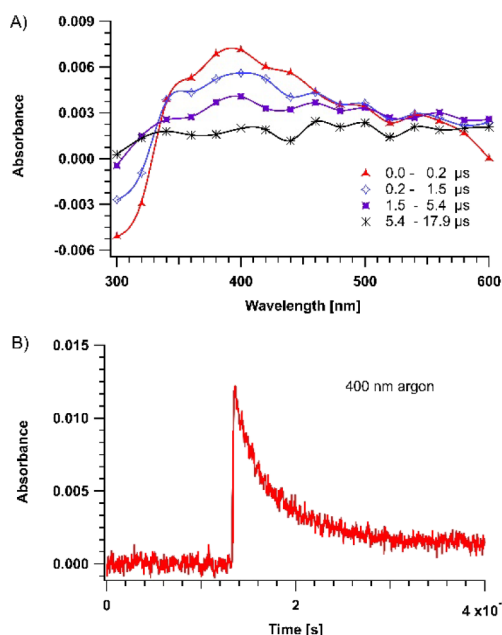 A)
0.009
0.006
0.003
0.000
-0.003
-0.006
Absorbance
0.0 - 0.2 µs
0.2 - 1.5 µs
1.5 - 5.4 µs
5.4 - 17.9 µs
300
400
500
600
Wavelength [nm]
B)
0.015
0.010
0.005
0.000
Absorbance
400 nm argon
0
2
4 x10⁻
Time [s]